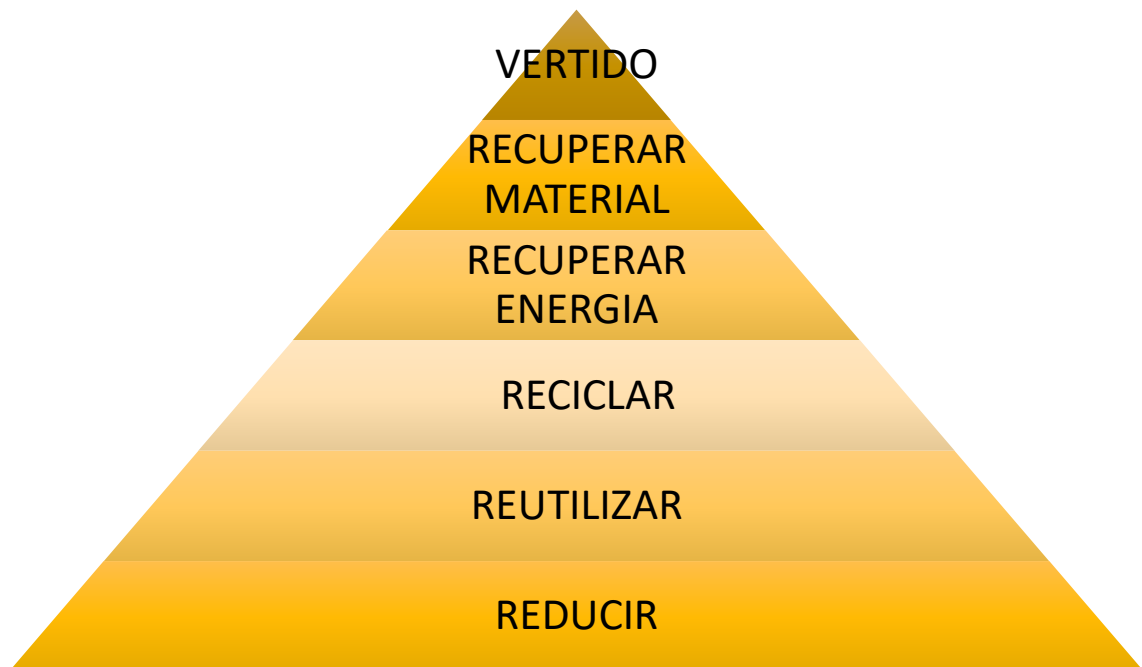 VERTIDO
RECUPERAR
MATERIAL
RECUPERAR
ENERGIA
RECICLAR
REUTILIZAR
REDUCIR